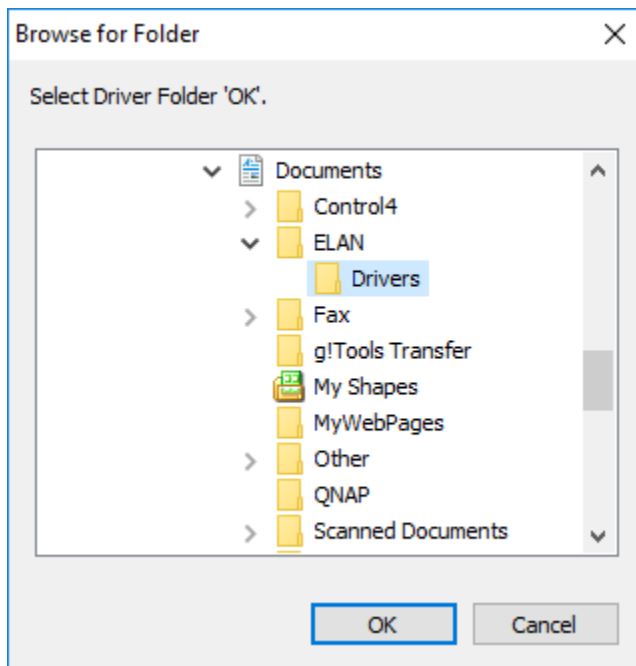 Browse for Folder
Select Driver Folder 'OK'.
Documents
Control4
ELAN
Drivers
Fax
g!Tools Transfer
My Shapes
MyWebPages
Other
QNAP
Scanned Documents
OK Cancel